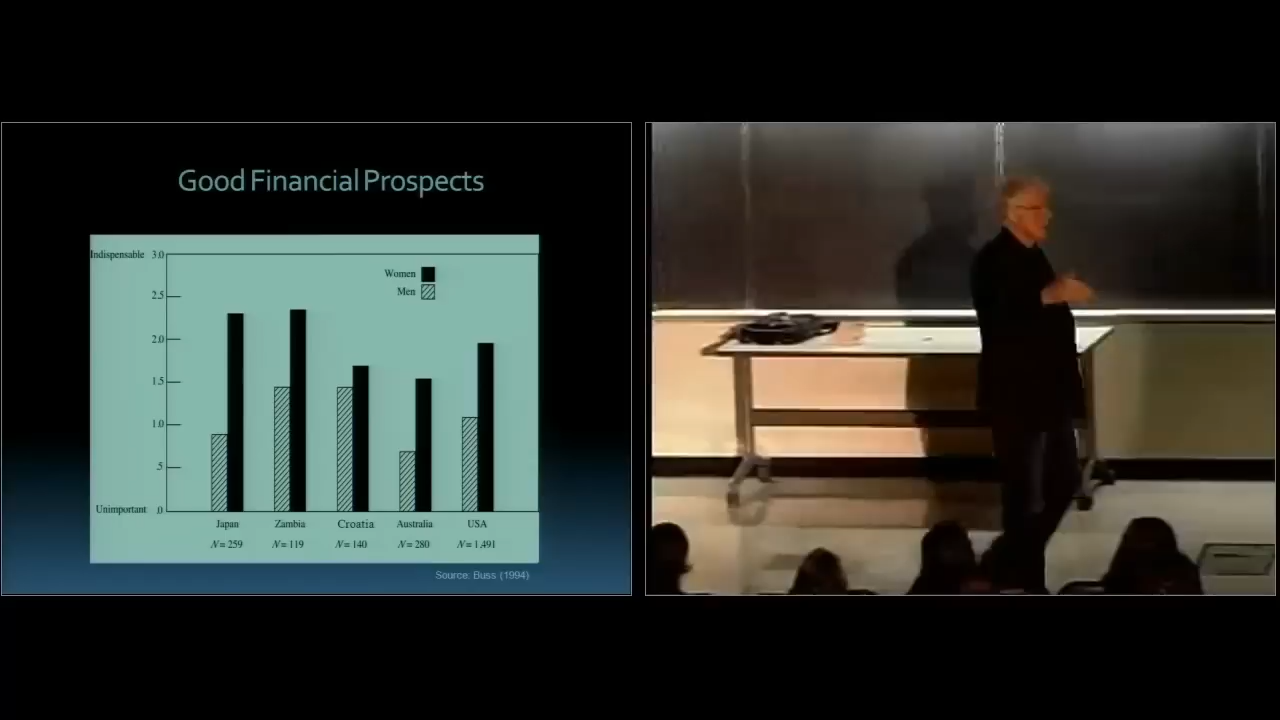 Good Financial Prospects
Indispensable 3.0
Women
Men
2.5
2.0
1.5
1.0
.5
Unimportant .0
Japan Zambia Croatia Australia USA
N = 259 N = 119 N = 140 N = 280 N = 1,491
Source: Buss (1994)